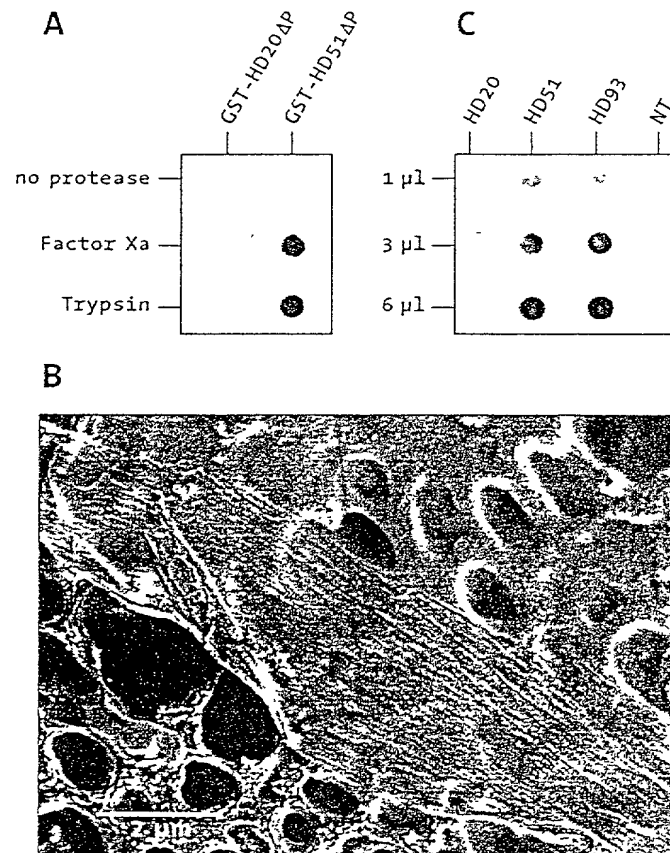 A
GST-HD20ΔP
GST-HD51ΔP
no protease
Factor Xa
Trypsin
C
HD20
HD51
HD93
NT
1 µl
3 µl
6 µl
B
2 µm